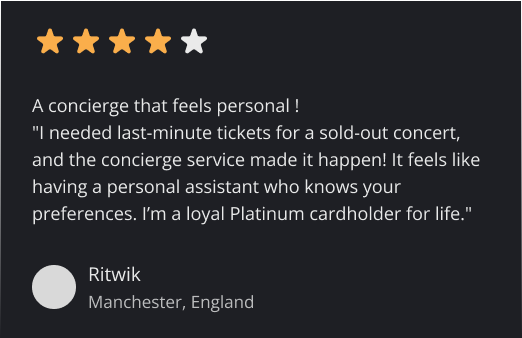 A concierge that feels personal !
"I needed last-minute tickets for a sold-out concert,
and the concierge service made it happen! It feels like
having a personal assistant who knows your
preferences. I’m a loyal Platinum cardholder for life."
Ritwik
Manchester, England